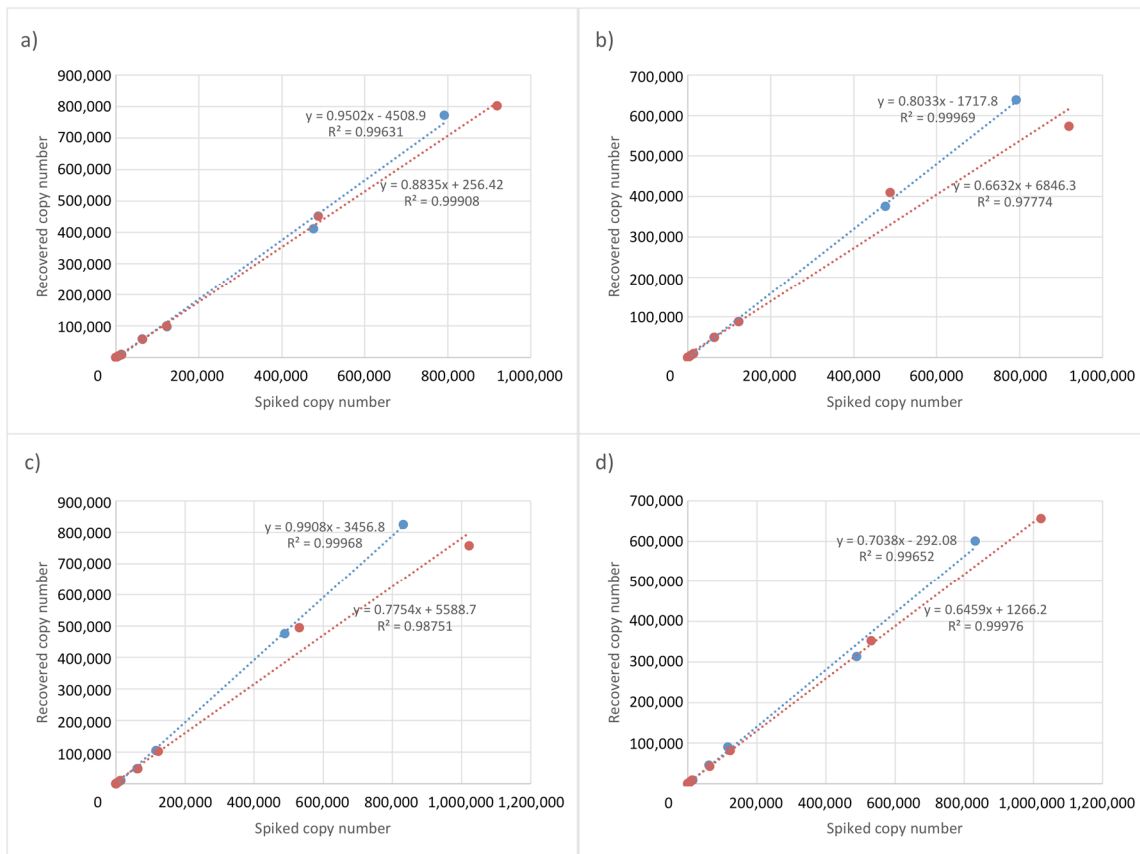 a)
900,000
800,000
700,000
600,000
500,000
400,000
300,000
200,000
100,000
0
200,000 400,000 600,000 800,000 1,000,000
Recovered copy number
Spiked copy number
y = 0.9502x - 4508.9
R² = 0.99631
y = 0.8835x + 256.42
R² = 0.99908
b)
700,000
600,000
500,000
400,000
300,000
200,000
100,000
0
200,000 400,000 600,000 800,000 1,000,000
Recovered copy number
Spiked copy number
y = 0.8033x - 1717.8
R² = 0.99969
y = 0.6632x + 6846.3
R² = 0.97774
c)
900,000
800,000
700,000
600,000
500,000
400,000
300,000
200,000
100,000
0
200,000 400,000 600,000 800,000 1,000,000 1,200,000
Recovered copy number
Spiked copy number
y = 0.9908x - 3456.8
R² = 0.99968
y = 0.7754x + 5588.7
R² = 0.98751
d)
700,000
600,000
500,000
400,000
300,000
200,000
100,000
0
200,000 400,000 600,000 800,000 1,000,000 1,200,000
Recovered copy number
Spiked copy number
y = 0.7038x - 292.08
R² = 0.99652
y = 0.6459x + 1266.2
R² = 0.99976